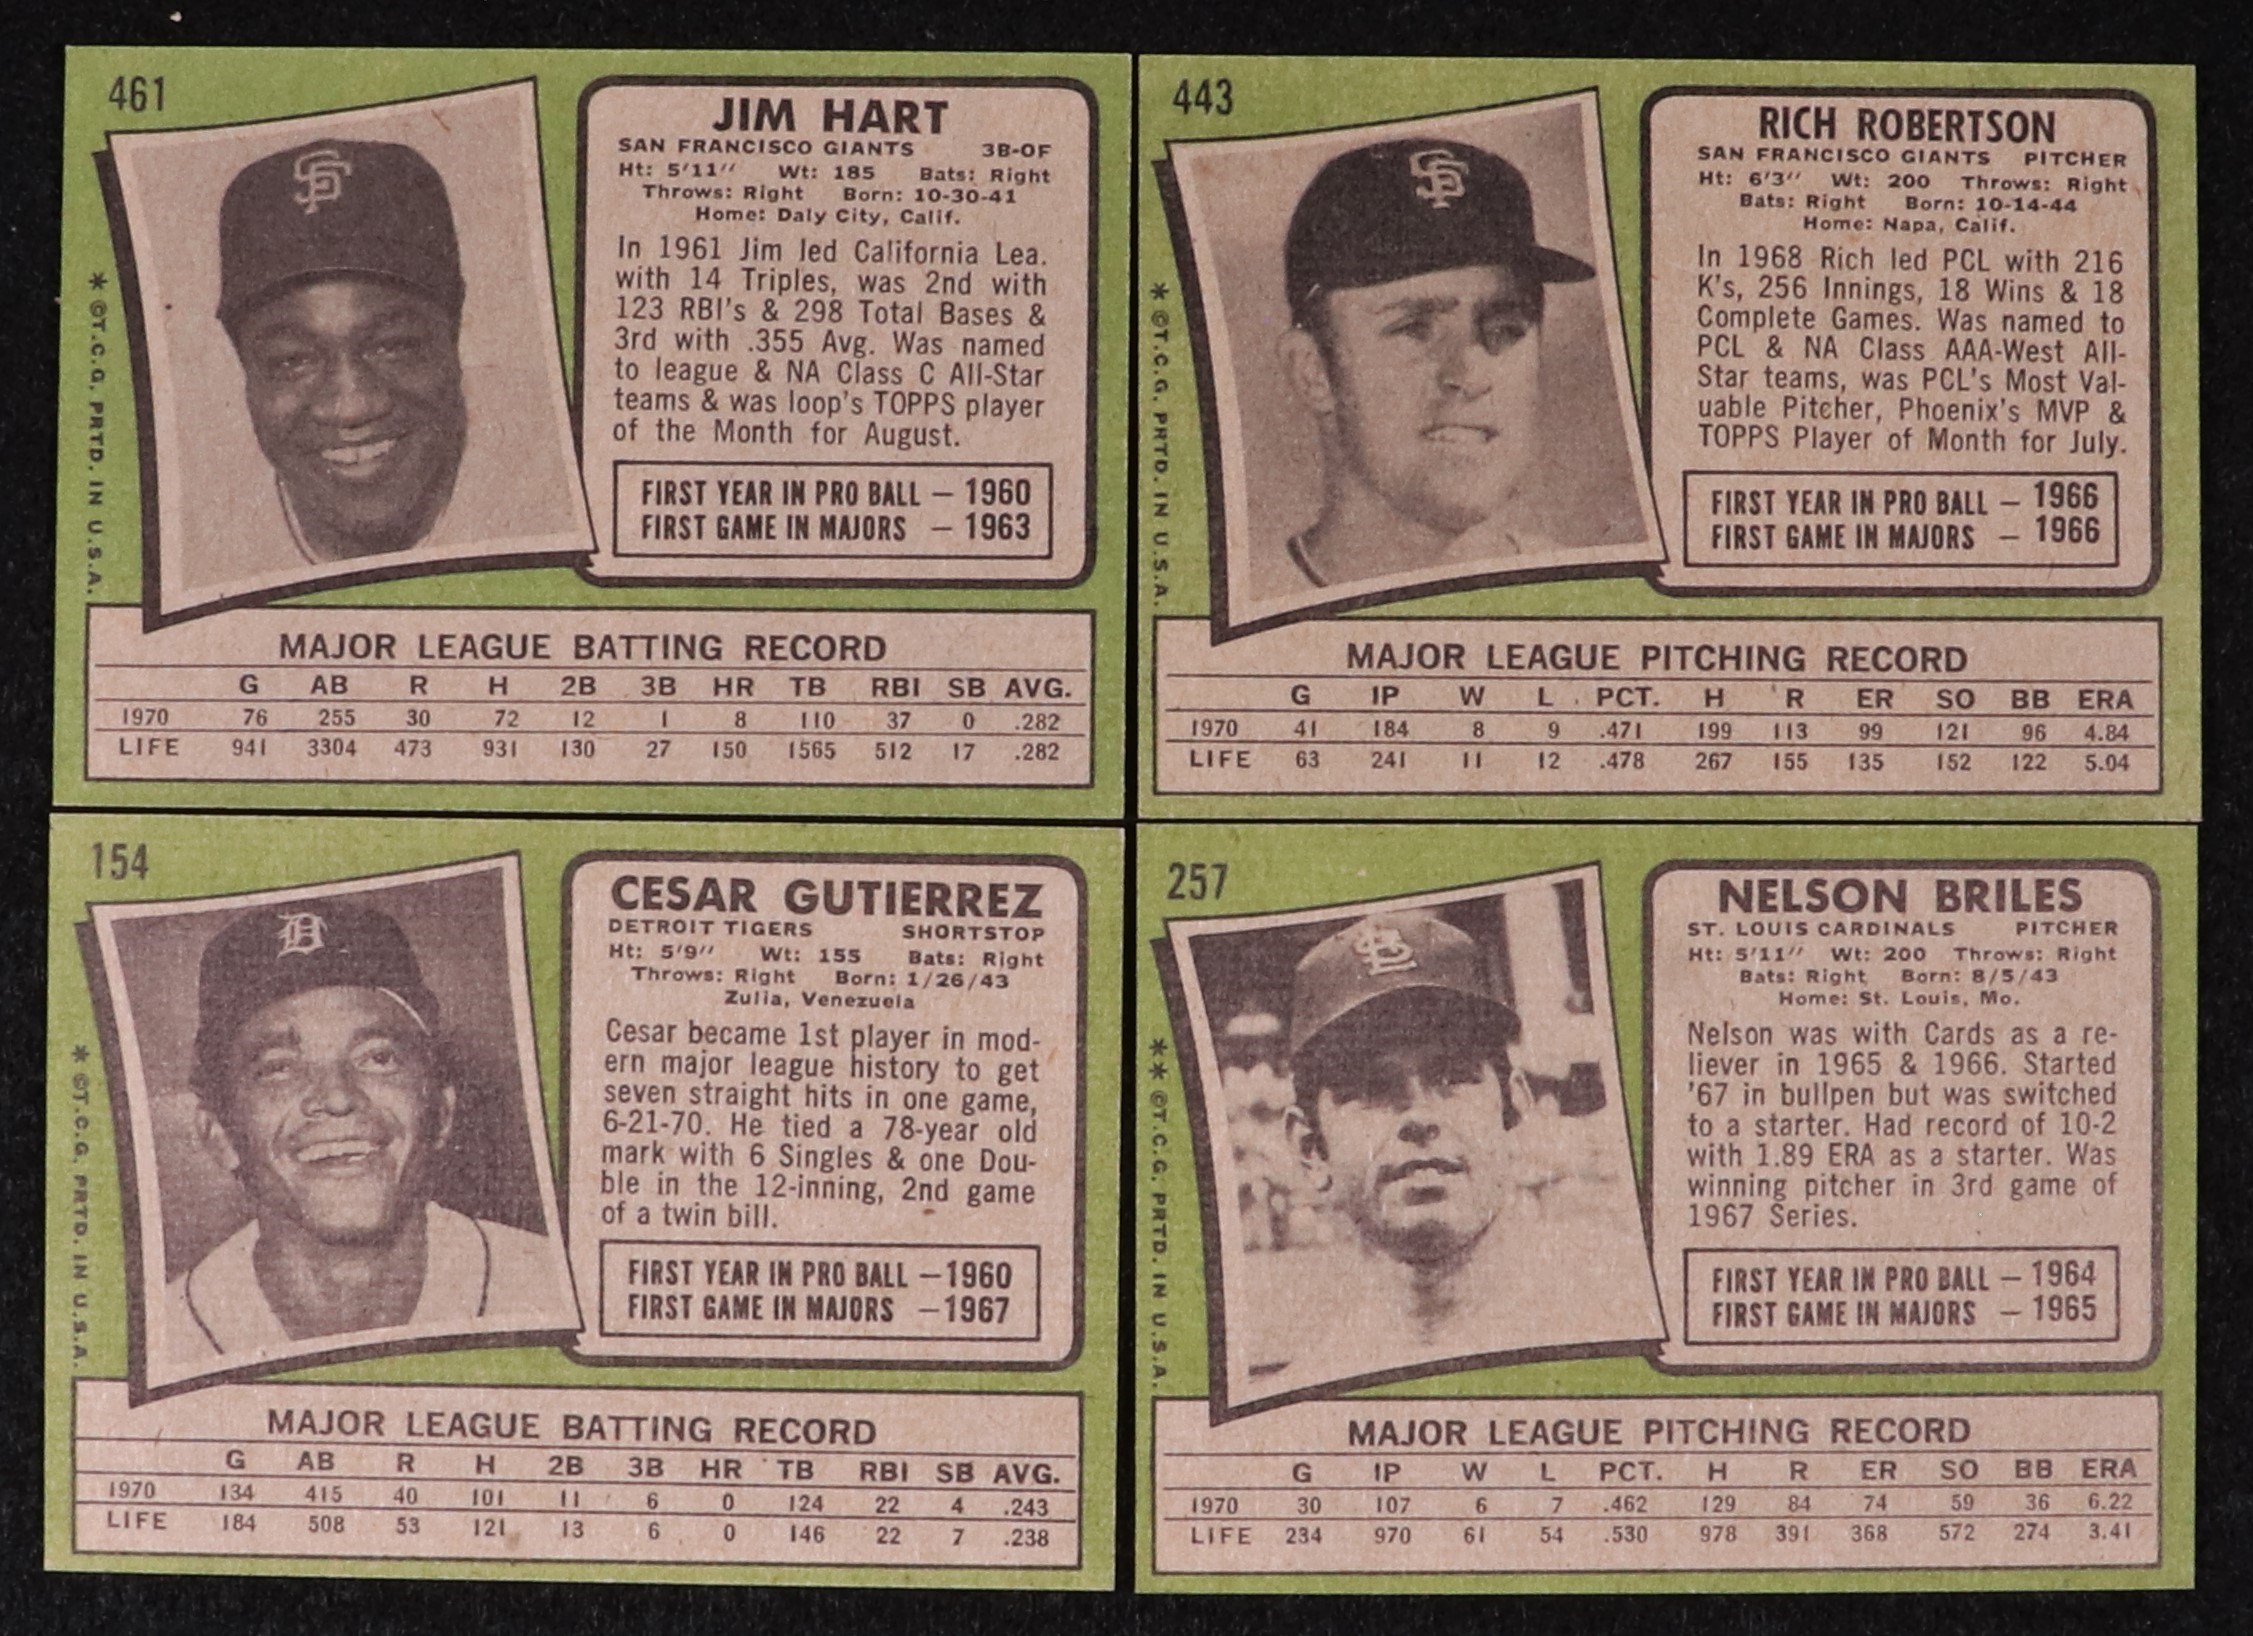 461
JIM HART
SAN FRANCISCO GIANTS 3B-OF
Ht: 5'11" Wt: 185 Bats: Right
Throws: Right Born: 10-30-41
Home: Daly City, Calif.
In 1961 Jim led California Lea.
with 14 Triples, was 2nd with
123 RBI's & 298 Total Bases &
3rd with .355 Avg. Was named
to league & NA Class C All-Star
teams & was loop's TOPPS player
of the Month for August.
FIRST YEAR IN PRO BALL — 1960
FIRST GAME IN MAJORS — 1963
* ©T.C.G. PRTD. IN U.S.A.
SF
MAJOR LEAGUE BATTING RECORD
G AB R H 2B 3B HR TB RBI SB AVG.
1970 76 255 30 72 12 1 8 110 37 0 .282
LIFE 941 3304 473 931 130 27 150 1565 512 17 .282
443
RICH ROBERTSON
SAN FRANCISCO GIANTS PITCHER
Ht: 6'3" Wt: 200 Throws: Right
Bats: Right Born: 10-14-44
Home: Napa, Calif.
In 1968 Rich led PCL with 216
K's, 256 Innings, 18 Wins & 18
Complete Games. Was named to
PCL & NA Class AAA-West All-
Star teams, was PCL's Most Val-
uable Pitcher, Phoenix's MVP &
TOPPS Player of Month for July.
FIRST YEAR IN PRO BALL — 1966
FIRST GAME IN MAJORS — 1966
* ©T.C.G. PRTD. IN U.S.A.
SF
MAJOR LEAGUE PITCHING RECORD
G IP W L PCT. H R ER SO BB ERA
1970 41 184 8 9 .471 199 113 99 121 96 4.84
LIFE 63 241 11 12 .478 267 155 135 152 122 5.04
154
CESAR GUTIERREZ
DETROIT TIGERS SHORTSTOP
Ht: 5'9" Wt: 155 Bats: Right
Throws: Right Born: 1/26/43
Zulia, Venezuela
Cesar became 1st player in mod-
ern major league history to get
seven straight hits in one game,
6-21-70. He tied a 78-year old
mark with 6 Singles & one Dou-
ble in the 12-inning, 2nd game
of a twin bill.
FIRST YEAR IN PRO BALL —1960
FIRST GAME IN MAJORS —1967
* ©T.C.G. PRTD. IN U.S.A.
D
MAJOR LEAGUE BATTING RECORD
G AB R H 2B 3B HR TB RBI SB AVG.
1970 134 415 40 101 11 6 0 124 22 4 .243
LIFE 184 508 53 121 13 6 0 146 22 7 .238
257
NELSON BRILES
ST. LOUIS CARDINALS PITCHER
Ht: 5'11" Wt: 200 Throws: Right
Bats: Right Born: 8/5/43
Home: St. Louis, Mo.
Nelson was with Cards as a re-
liever in 1965 & 1966. Started
'67 in bullpen but was switched
to a starter. Had record of 10-2
with 1.89 ERA as a starter. Was
winning pitcher in 3rd game of
1967 Series.
FIRST YEAR IN PRO BALL — 1964
FIRST GAME IN MAJORS — 1965
** ©T.C.G. PRTD. IN U.S.A.
STL
MAJOR LEAGUE PITCHING RECORD
G IP W L PCT. H R ER SO BB ERA
1970 30 107 6 7 .462 129 84 74 59 36 6.22
LIFE 234 970 61 54 .530 978 391 368 572 274 3.41